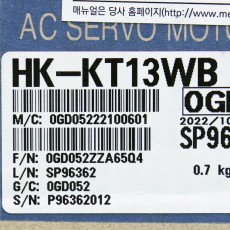 매뉴얼은 당사 홈페이지(http://www.me
AC SERVO MOTO
HK-KT13WB
0GD
M/C: 0GD05222100601
2022/10
SP96
F/N: 0GD052ZZA65Q4
L/N: SP96362
0.7 kg
G/C: 0GD052
S/N: P96362012